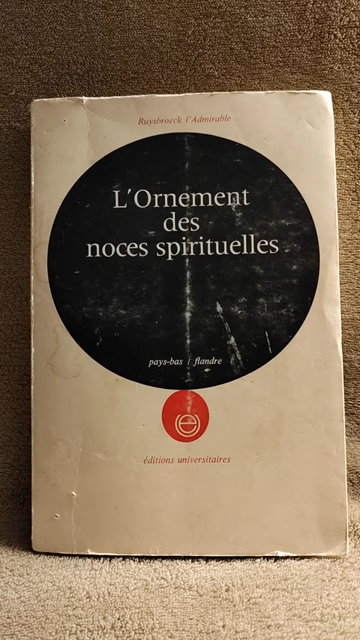 Ruysbroeck l'Admirable
L'Ornement
des
noces spirituelles
pays-bas / flandre
éditions universitaires